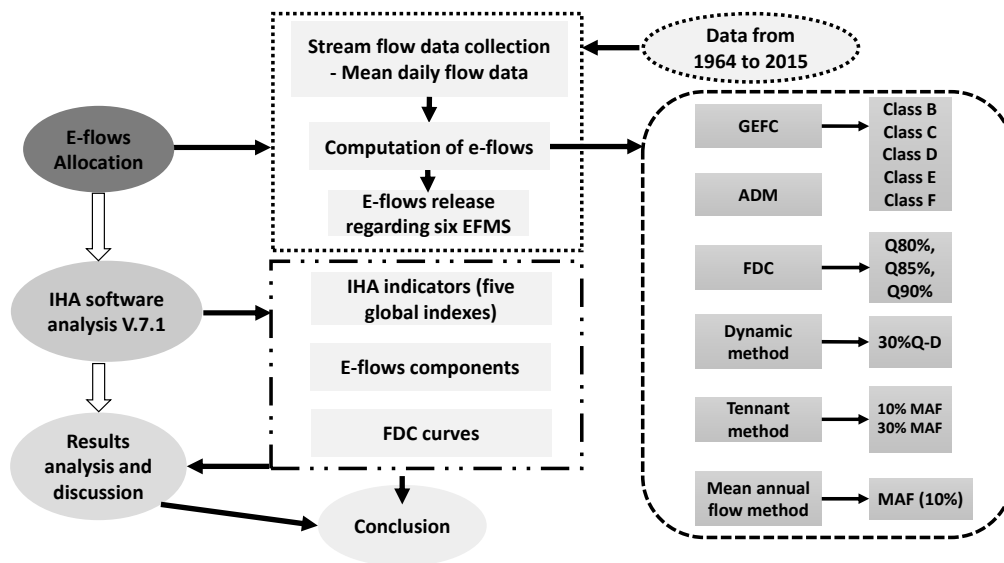 E-flows
Allocation
IHA software
analysis V.7.1
Results
analysis and
discussion
Stream flow data collection
- Mean daily flow data
Computation of e-flows
E-flows release
regarding six EFMS
IHA indicators (five
global indexes)
E-flows components
FDC curves
Conclusion
Data from
1964 to 2015
GEFC
Class B
Class C
Class D
Class E
Class F
ADM
FDC
Q80%,
Q85%,
Q90%
Dynamic
method
30%Q-D
Tennant
method
10% MAF
30% MAF
Mean annual
flow method
MAF (10%)